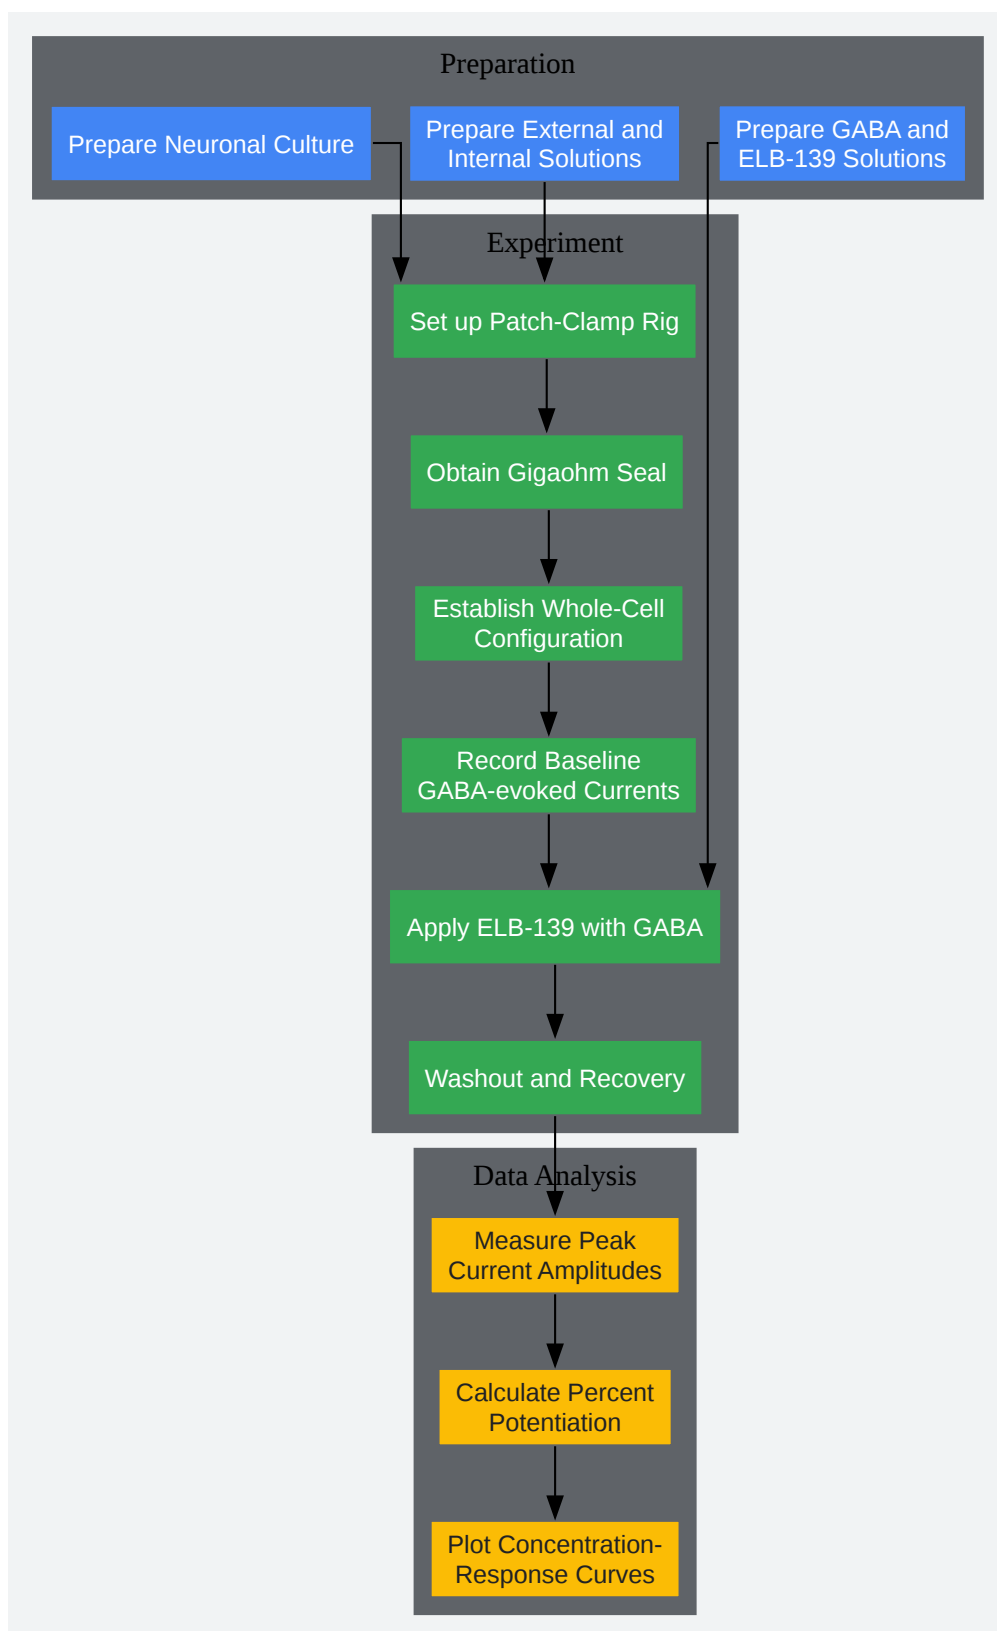 Preparation
Prepare Neuronal Culture
Prepare External and
Internal Solutions
Prepare GABA and
ELB-139 Solutions
Experiment
Set up Patch-Clamp Rig
Obtain Gigaohm Seal
Establish Whole-Cell
Configuration
Record Baseline
GABA-evoked Currents
Apply ELB-139 with GABA
Washout and Recovery
Data Analysis
Measure Peak
Current Amplitudes
Calculate Percent
Potentiation
Plot Concentration-
Response Curves